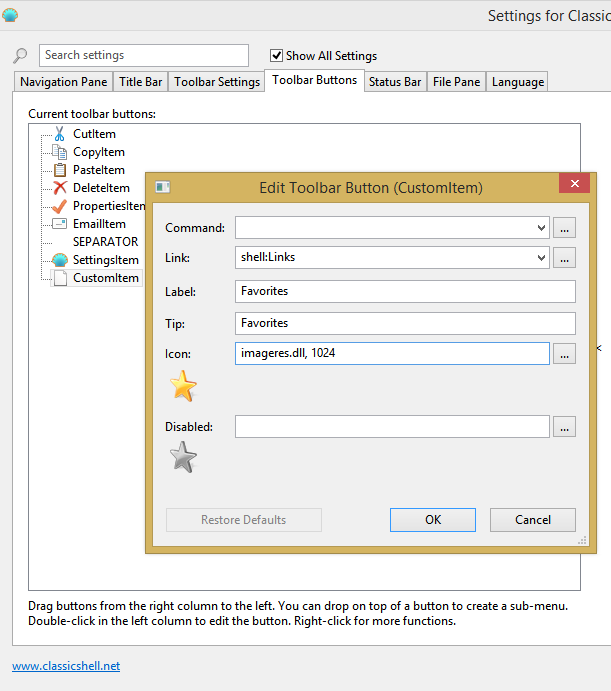 Settings for Classic
Search settings
Show All Settings
Navigation Pane
Title Bar
Toolbar Settings
Toolbar Buttons
Status Bar
File Pane
Language
Current toolbar buttons:
CutItem
CopyItem
PasteItem
DeleteItem
PropertiesItem
EmailItem
SEPARATOR
SettingsItem
CustomItem
Edit Toolbar Button (CustomItem)
Command:
...
Link: shell:Links
...
Label: Favorites
Tip: Favorites
Icon: imageres.dll, 1024
...
<
Disabled:
...
Restore Defaults
OK
Cancel
Drag buttons from the right column to the left. You can drop on top of a button to create a sub-menu.
Double-click in the left column to edit the button. Right-click for more functions.
www.classicshell.net